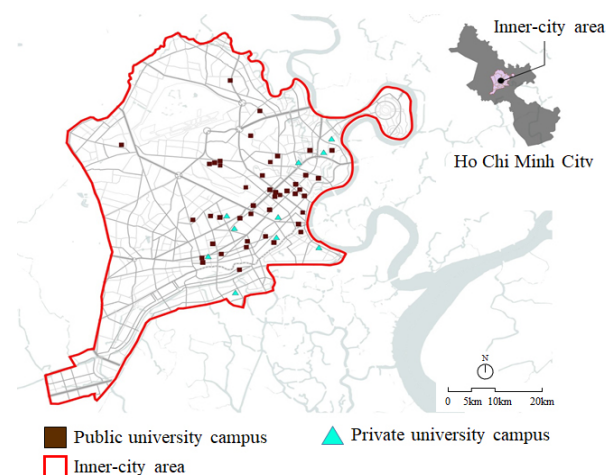 Inner-city area
Ho Chi Minh City
N
0 5km 10km 20km
Public university campus
Private university campus
Inner-city area